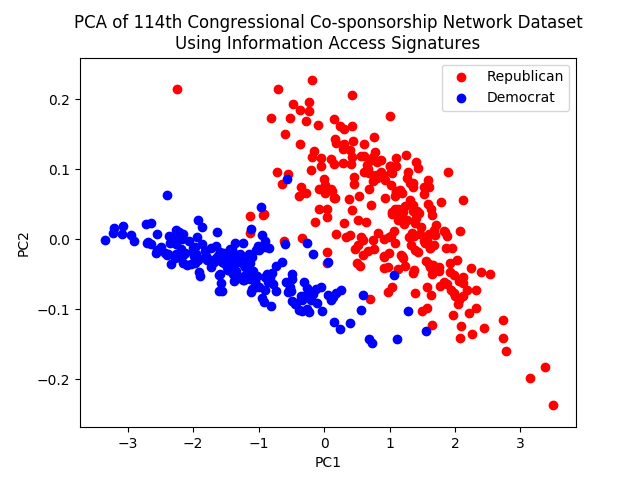 PCA of 114th Congressional Co-sponsorship Network Dataset
Using Information Access Signatures
Republican
Democrat
0.2
0.1
0.0
−0.1
−0.2
PC2
−3 −2 −1 0 1 2 3
PC1